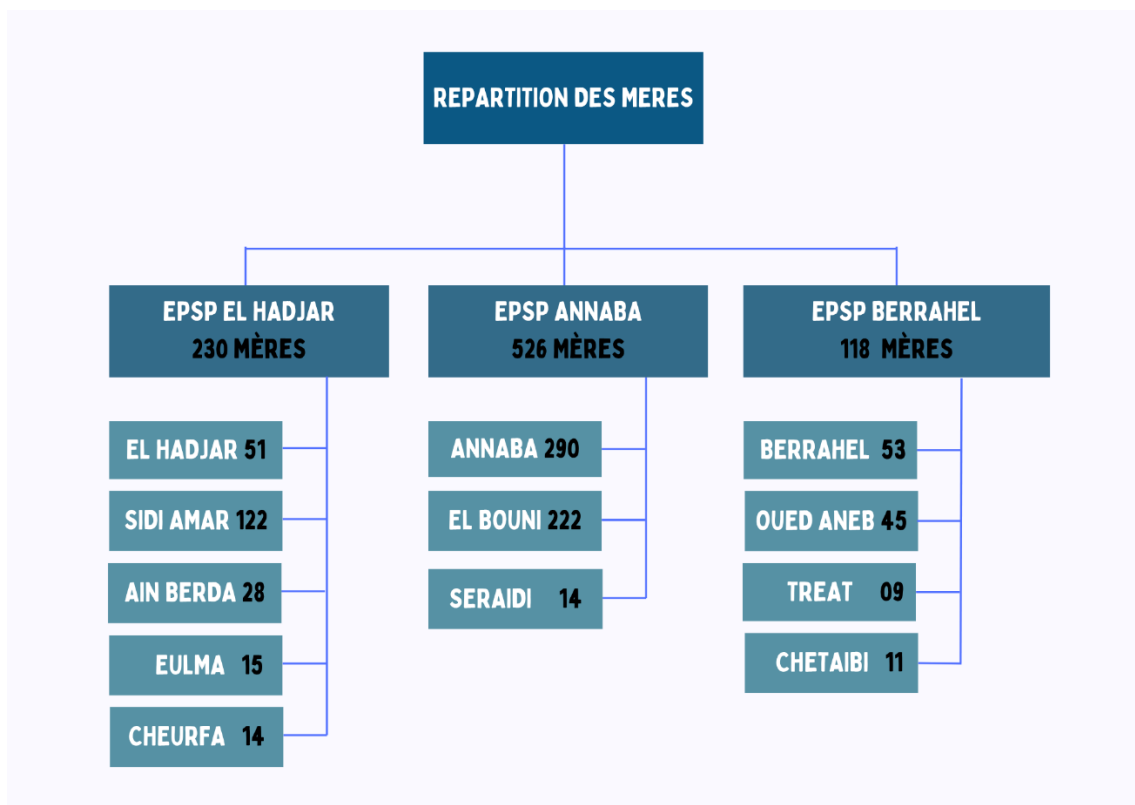 REPARTITION DES MERES
EPSP EL HADJAR
230 MÈRES
EL HADJAR 51
SIDI AMAR 122
AIN BERDA 28
EULMA 15
CHEURFA 14
EPSP ANNABA
526 MÈRES
ANNABA 290
EL BOUNI 222
SERAIDI 14
EPSP BERRAHEL
118 MÈRES
BERRAHEL 53
OUED ANEB 45
TREAT 09
CHETAIBI 11